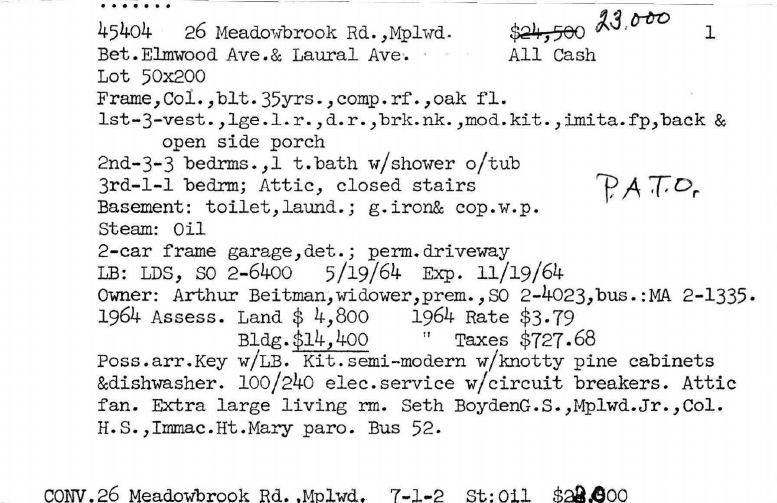 45404 26 Meadowbrook Rd.,Mplwd. $24,500 23.000 1
Bet.Elmwood Ave.& Laural Ave. All Cash
Lot 50x200
Frame,Col.,blt.35yrs.,comp.rf.,oak fl.
1st-3-vest.,lge.l.r.,d.r.,brk.nk.,mod.kit.,imita.fp,back &
open side porch
2nd-3-3 bedrms.,1 t.bath w/shower o/tub
3rd-1-1 bedrm; Attic, closed stairs
P.A.T.O.
Basement: toilet,laund.; g.iron& cop.w.p.
Steam: Oil
2-car frame garage,det.; perm.driveway
LB: LDS, SO 2-6400 5/19/64 Exp. 11/19/64
Owner: Arthur Beitman,widower,prem.,SO 2-4023,bus.:MA 2-1335.
1964 Assess. Land $ 4,800 1964 Rate $3.79
Bldg.$14,400 " Taxes $727.68
Poss.arr.Key w/LB. Kit.semi-modern w/knotty pine cabinets
&dishwasher. 100/240 elec.service w/circuit breakers. Attic
fan. Extra large living rm. Seth BoydenG.S.,Mplwd.Jr.,Col.
H.S.,Immac.Ht.Mary paro. Bus 52.
CONV.26 Meadowbrook Rd.,Mplwd, 7-1-2 St:Oil